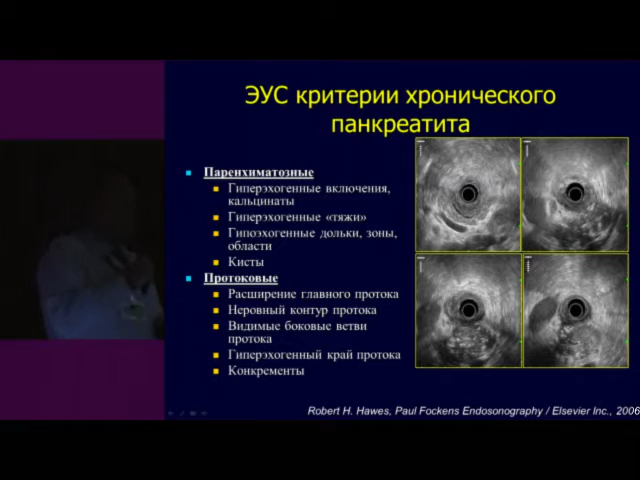 ЭУС критерии хронического
панкреатита
Паренхиматозные
Гиперэхогенные включения,
кальцинаты
Гиперэхогенные «тяжи»
Гипоэхогенные дольки, зоны,
области
Кисты
Протоковые
Расширение главного протока
Неровный контур протока
Видимые боковые ветви
протока
Гиперэхогенный край протока
Конкременты
Robert H. Hawes, Paul Fockens Endosonography / Elsevier Inc., 2006